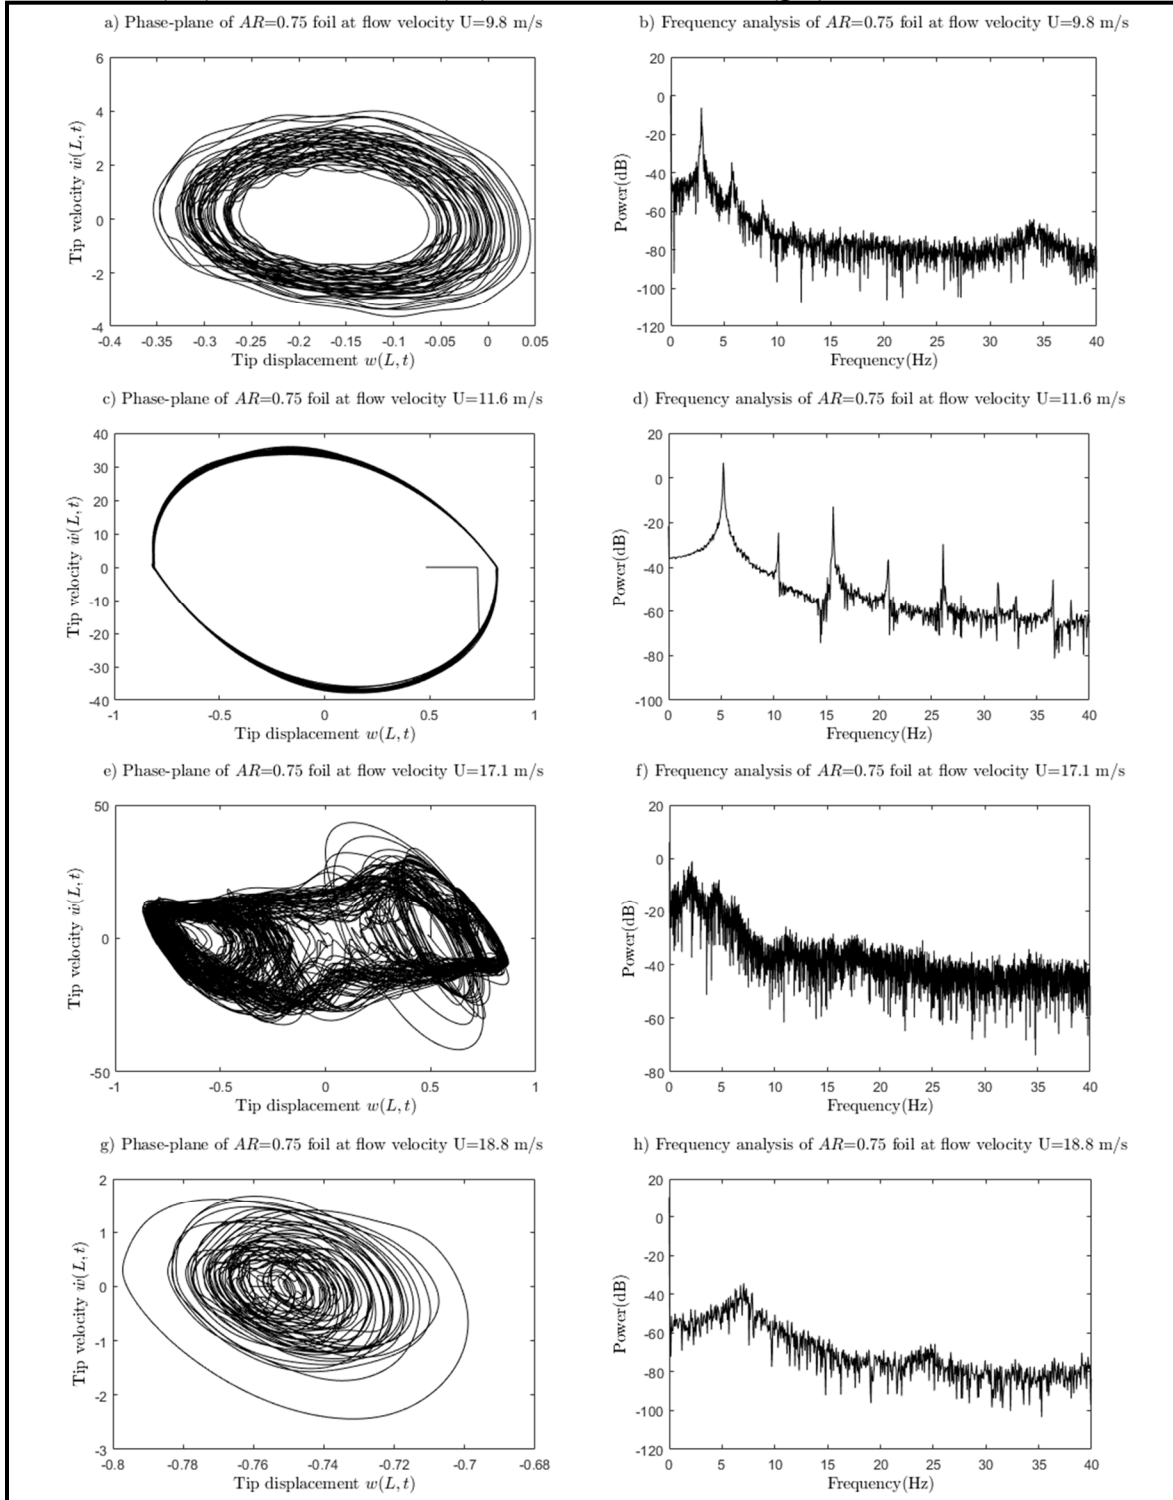 a) Phase-plane of AR=0.75 foil at flow velocity U=9.8 m/s
6
4
2
0
-2
-4
Tip velocity ẇ(L, t)
-0.4 -0.35 -0.3 -0.25 -0.2 -0.15 -0.1 -0.05 0 0.05
Tip displacement w(L, t)
b) Frequency analysis of AR=0.75 foil at flow velocity U=9.8 m/s
20
0
-20
-40
-60
-80
-100
-120
Power(dB)
0 5 10 15 20 25 30 35 40
Frequency(Hz)
c) Phase-plane of AR=0.75 foil at flow velocity U=11.6 m/s
40
30
20
10
0
-10
-20
-30
-40
Tip velocity ẇ(L, t)
-1 -0.5 0 0.5 1
Tip displacement w(L, t)
d) Frequency analysis of AR=0.75 foil at flow velocity U=11.6 m/s
20
0
-20
-40
-60
-80
-100
Power(dB)
0 5 10 15 20 25 30 35 40
Frequency(Hz)
e) Phase-plane of AR=0.75 foil at flow velocity U=17.1 m/s
50
0
-50
Tip velocity ẇ(L, t)
-1 -0.5 0 0.5 1
Tip displacement w(L, t)
f) Frequency analysis of AR=0.75 foil at flow velocity U=17.1 m/s
20
0
-20
-40
-60
-80
Power(dB)
0 5 10 15 20 25 30 35 40
Frequency(Hz)
g) Phase-plane of AR=0.75 foil at flow velocity U=18.8 m/s
2
1
0
-1
-2
-3
Tip velocity ẇ(L, t)
-0.8 -0.78 -0.76 -0.74 -0.72 -0.7 -0.68
Tip displacement w(L, t)
h) Frequency analysis of AR=0.75 foil at flow velocity U=18.8 m/s
20
0
-20
-40
-60
-80
-100
-120
Power(dB)
0 5 10 15 20 25 30 35 40
Frequency(Hz)